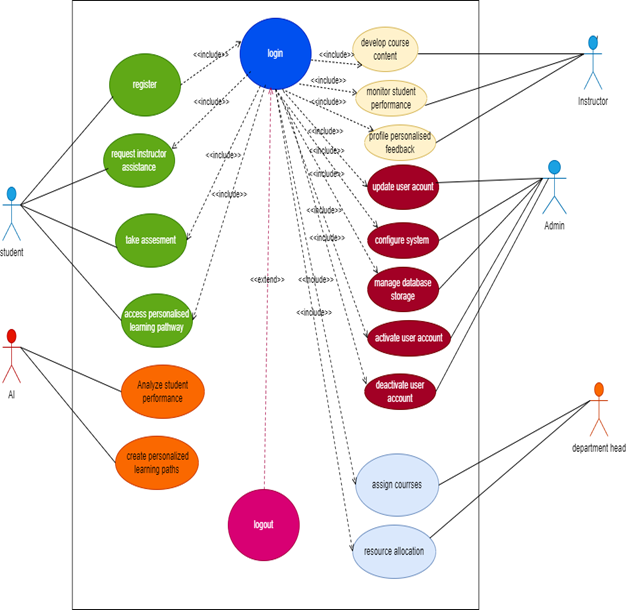 develop course
content
<<include>>
login
<<include>>
register
<<include>>
monitor student
performance
Instructor
<<include>>
<<include>>
profile personalised
feedback
<<include>>
request instructor
assistance
<<include>>
<<include>>
update user acount
Admin
<<include>>
<<include>>
student
take assesment
<<include>>
configure system
<<extend>>
<<include>>
manage database
storage
access personalised
learning pathway
<<include>>
activate user account
AI
Analyze student
performance
deactivate user
account
department head
create personalized
learning paths
assign courrses
logout
resource allocation